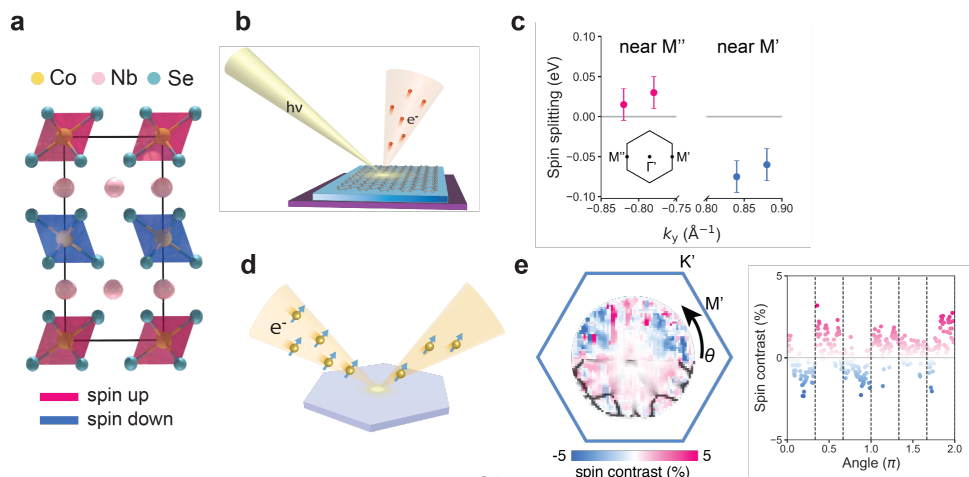 a
Co Nb Se
spin up
spin down
b
hν
e-
c
near M'' near M'
Spin splitting (eV)
0.10
0.05
0.00
−0.05
−0.10
M'' Γ' M'
−0.85 −0.80 −0.75 0.80 0.85 0.90
ky (Å−1)
d
e-
e
K'
M'
θ
-5 5
spin contrast (%)
Spin contrast (%)
5
0
−5
0.0 0.5 1.0 1.5 2.0
Angle (π)